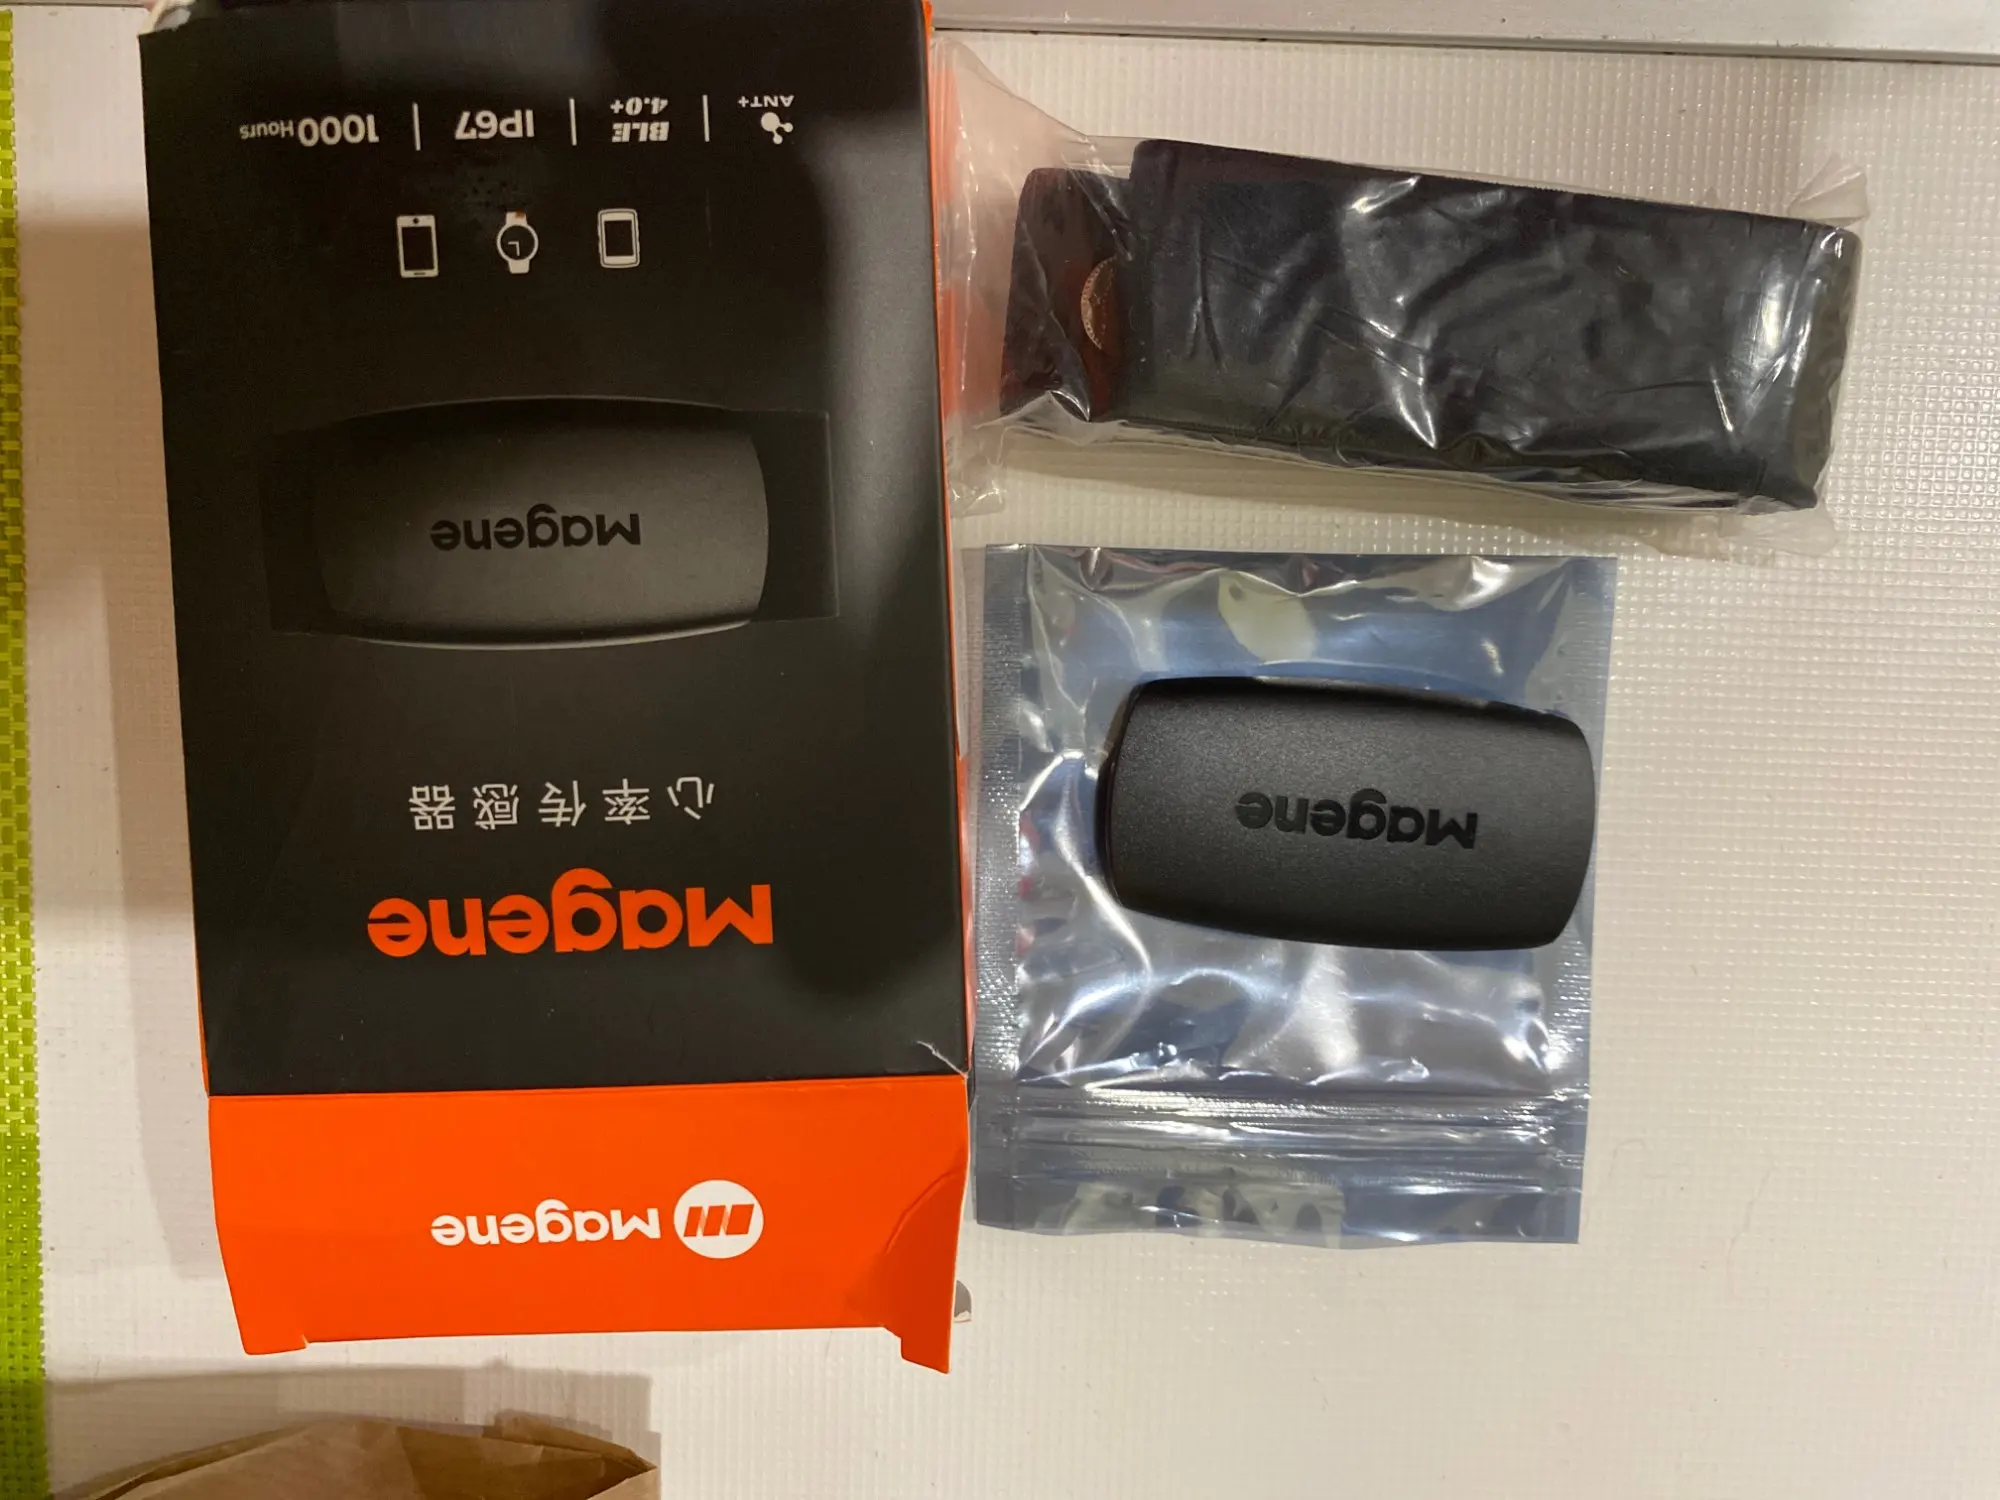 Magene
Magene
心率传感器
Magene
ANT+ | BLE 4.0+ | IP67 | 1000 Hours
Magene